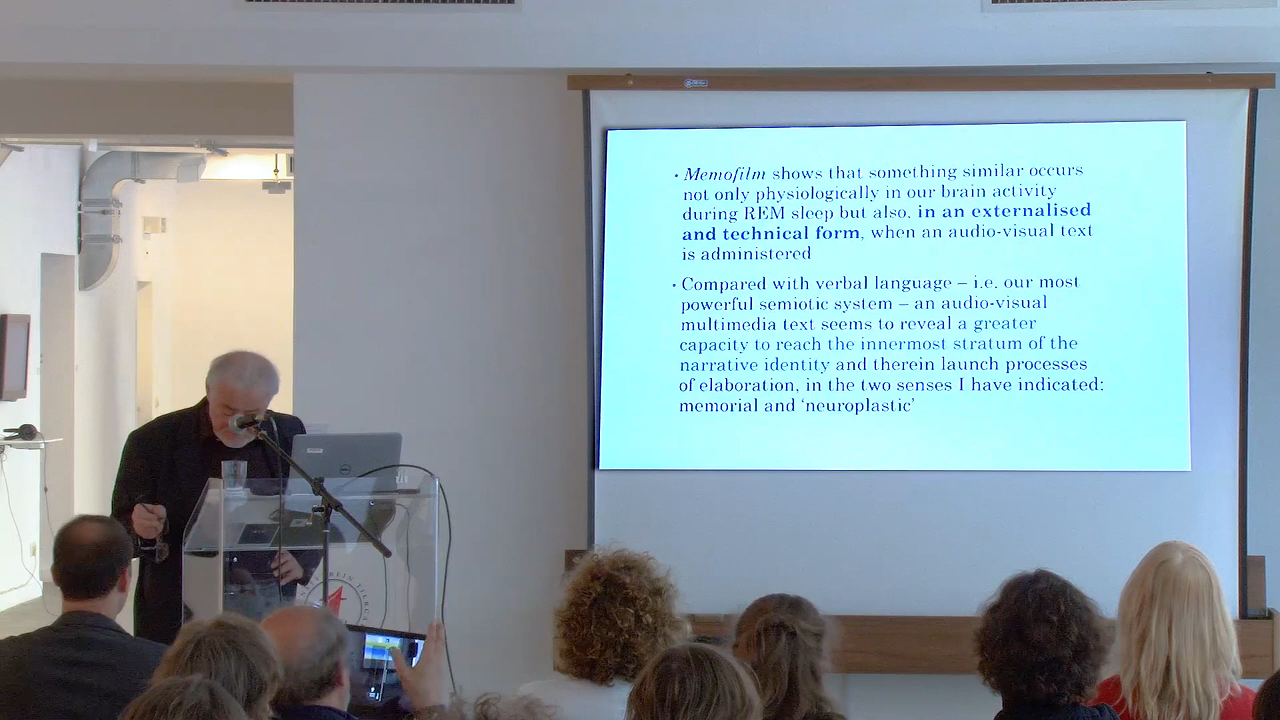 • Memofilm shows that something similar occurs
not only physiologically in our brain activity
during REM sleep but also, in an externalised
and technical form, when an audio-visual text
is administered
• Compared with verbal language – i.e. our most
powerful semiotic system – an audio-visual
multimedia text seems to reveal a greater
capacity to reach the innermost stratum of the
narrative identity and therein launch processes
of elaboration, in the two senses I have indicated:
memorial and ‘neuroplastic’
DELL